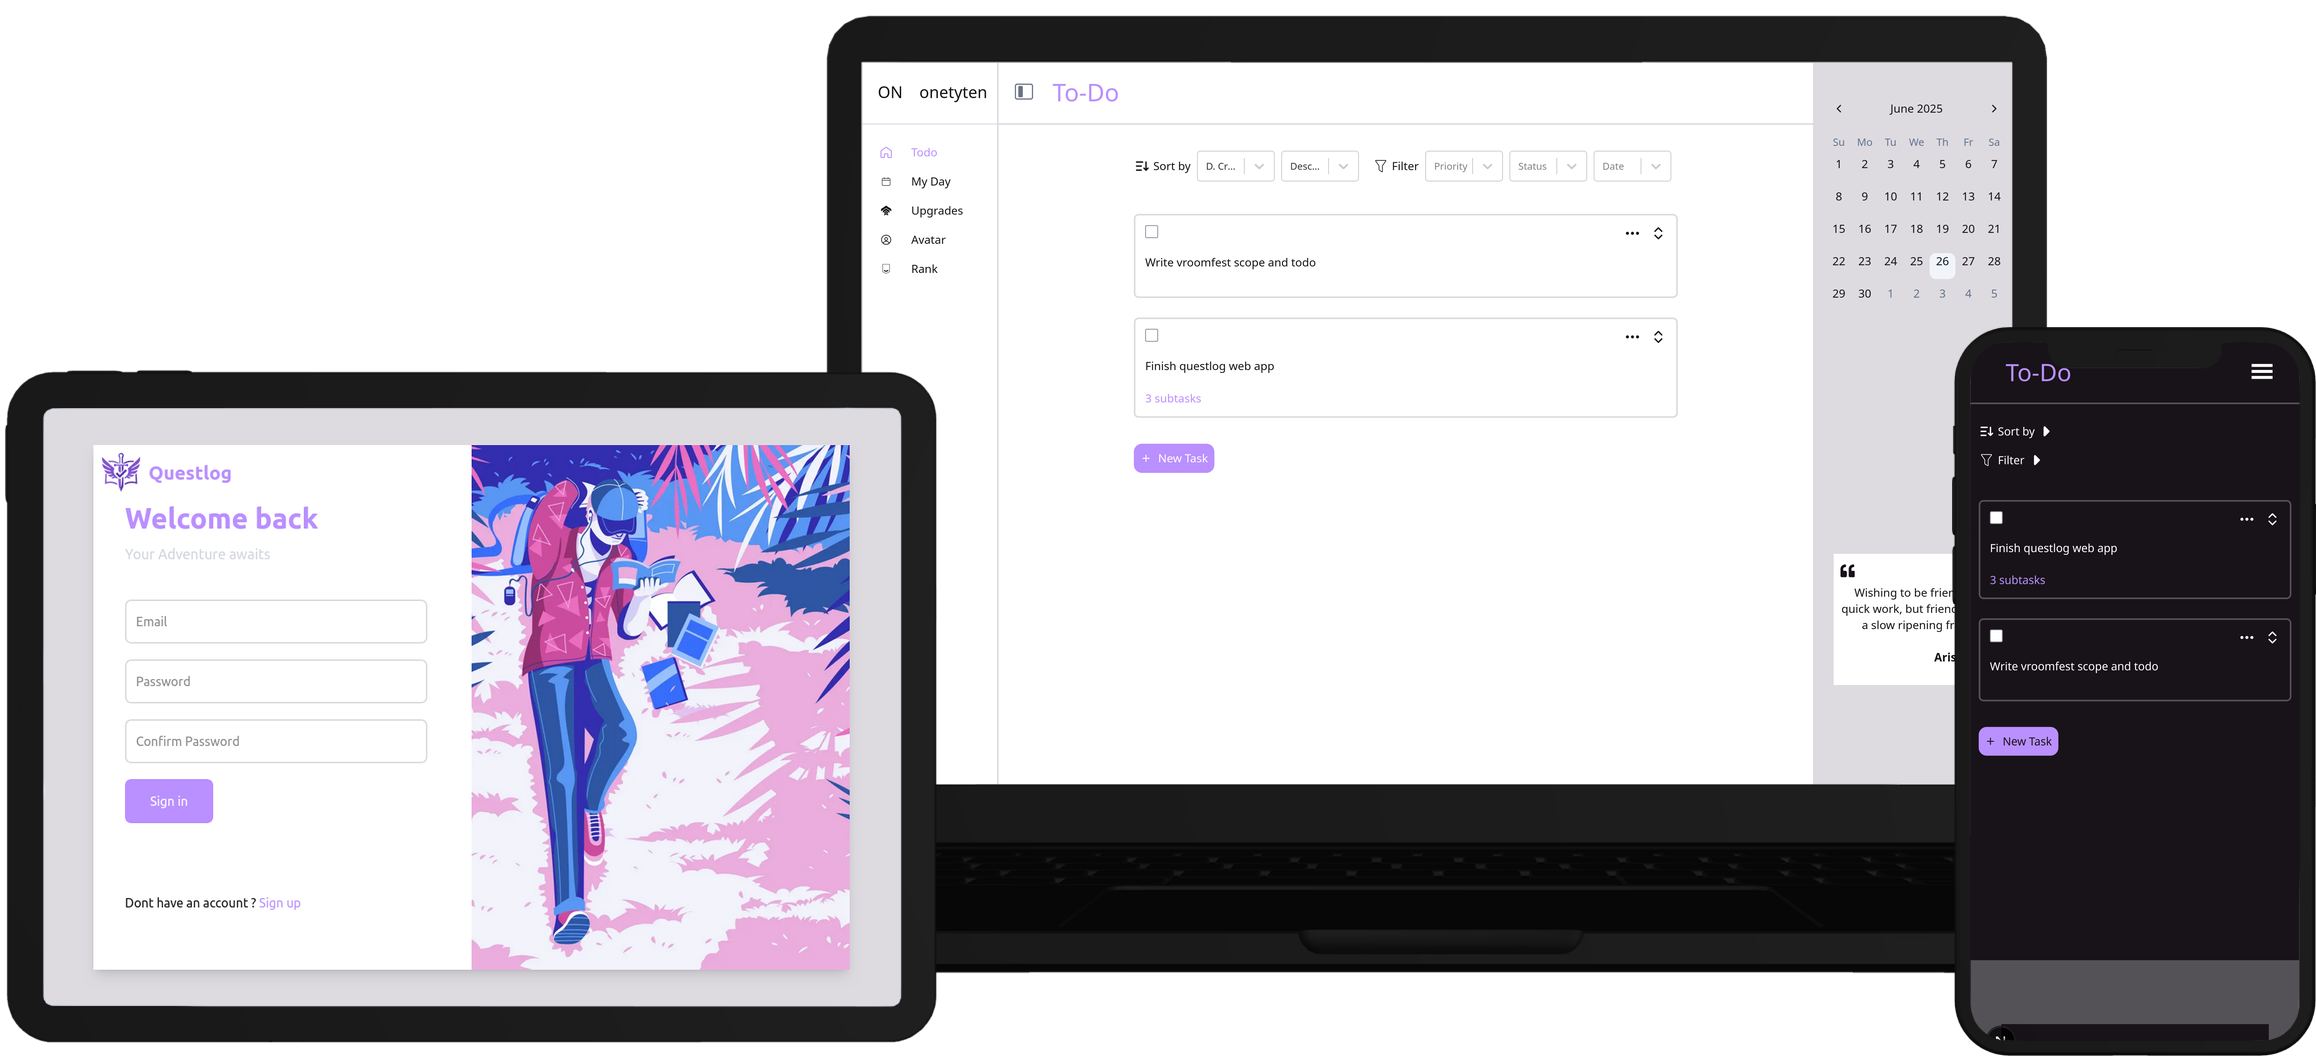 ON onetyten
To-Do
Todo
My Day
Upgrades
Avatar
Rank
Sort by D. Cr... Desc... Filter Priority Status Date
Write vroomfest scope and todo
Finish questlog web app
3 subtasks
+ New Task
June 2025
Su Mo Tu We Th Fr Sa
1 2 3 4 5 6 7
8 9 10 11 12 13 14
15 16 17 18 19 20 21
22 23 24 25 26 27 28
29 30 1 2 3 4 5
“
Wishing to be frien
quick work, but friend
a slow ripening fr
Aris
Questlog
Welcome back
Your Adventure awaits
Email
Password
Confirm Password
Sign in
Dont have an account ? Sign up
To-Do
Sort by
Filter
Finish questlog web app
3 subtasks
Write vroomfest scope and todo
+ New Task